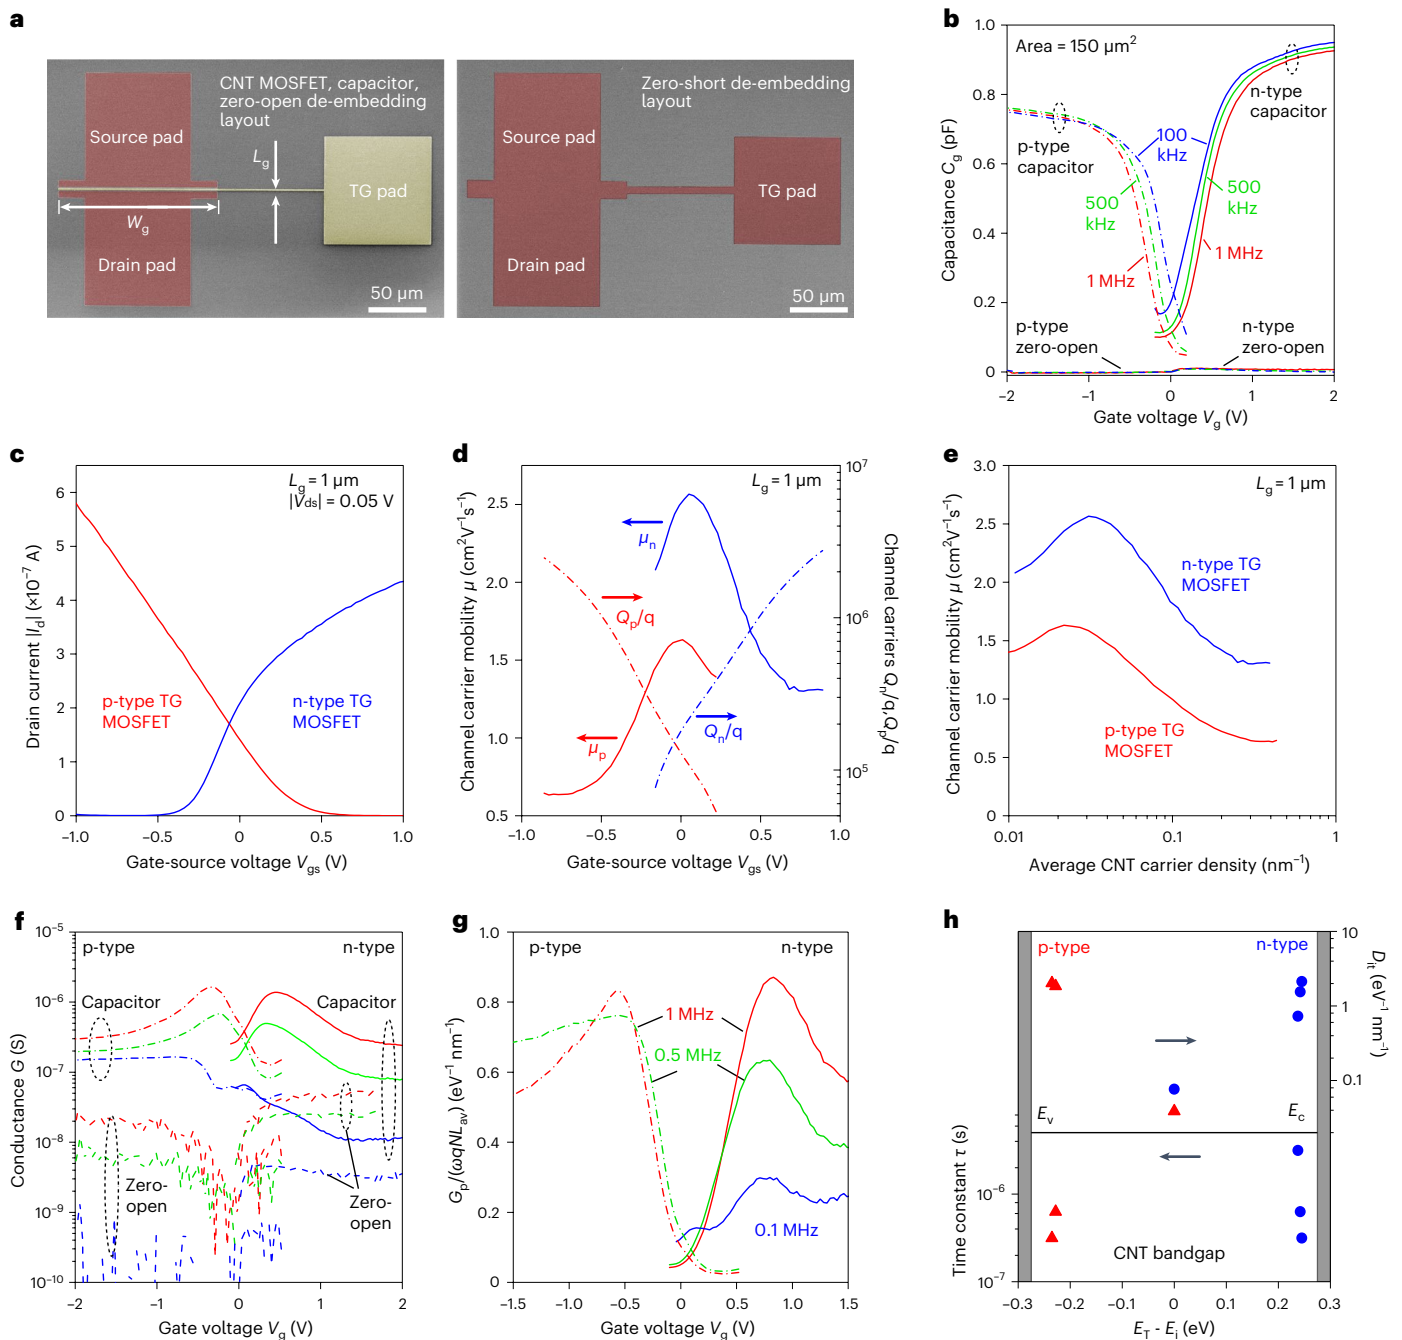 a
CNT MOSFET, capacitor,
zero-open de-embedding
layout
Source pad
Lg
TG pad
Wg
Drain pad
50 µm
Zero-short de-embedding
layout
Source pad
TG pad
Drain pad
50 µm
b
Area = 150 µm²
n-type
capacitor
p-type
capacitor
100
kHz
500
kHz
500
kHz
1 MHz
1 MHz
p-type
zero-open
n-type
zero-open
Capacitance Cg (pF)
1.0
0.8
0.6
0.4
0.2
0
−2 −1 0 1 2
Gate voltage Vg (V)
c
Lg = 1 µm
|Vds| = 0.05 V
p-type TG
MOSFET
n-type TG
MOSFET
Drain current |Id| (×10⁻⁷ A)
6
5
4
3
2
1
0
−1.0 −0.5 0 0.5 1.0
Gate-source voltage Vgs (V)
d
Lg = 1 µm
µn
Qp/q
µp
Qn/q
Channel carrier mobility µ (cm²V⁻¹s⁻¹)
2.5
2.0
1.5
1.0
0.5
Channel carriers Qn/q,Qp/q
10⁷
10⁶
10⁵
−1.0 −0.5 0 0.5 1.0
Gate-source voltage Vgs (V)
e
Lg = 1 µm
n-type TG
MOSFET
p-type TG
MOSFET
Channel carrier mobility µ (cm²V⁻¹s⁻¹)
3.0
2.5
2.0
1.5
1.0
0.5
0
0.01 0.1 1
Average CNT carrier density (nm⁻¹)
f
p-type n-type
Capacitor Capacitor
Zero-
open
Zero-
open
Conductance G (S)
10⁻⁵
10⁻⁶
10⁻⁷
10⁻⁸
10⁻⁹
10⁻¹⁰
−2 −1 0 1 2
Gate voltage Vg (V)
g
p-type n-type
1 MHz
0.5 MHz
0.1 MHz
Gp/(ωqNLav) (eV⁻¹ nm⁻¹)
1.0
0.8
0.6
0.4
0.2
0
−1.5 −1.0 −0.5 0 0.5 1.0 1.5
Gate voltage Vg (V)
h
p-type n-type
Ev Ec
CNT bandgap
Dit (eV⁻¹ nm⁻¹)
10
1
0.1
Time constant τ (s)
10⁻⁶
10⁻⁷
−0.3 −0.2 −0.1 0 0.1 0.2 0.3
ET - Ei (eV)